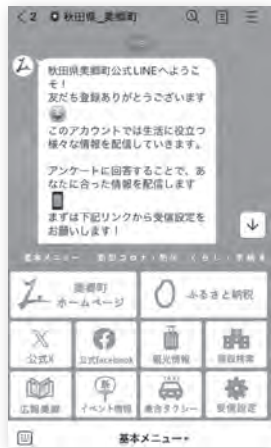 2 秋田県_美郷町
秋田県美郷町公式LINEへようこ
そ！
友だち登録ありがとうございます
このアカウントでは生活に役立つ
様々な情報を配信していきます。
アンケートに回答することで、あ
なたに合った情報を配信します
まずは下記リンクから受信設定を
お願いします！
基本メニュー
美郷町
ホームページ
ふるさと納税
公式X
公式facebook
観光情報
施設検索
広報美郷
新
イベント情報
乗合タクシー
受信設定
基本メニュー▾